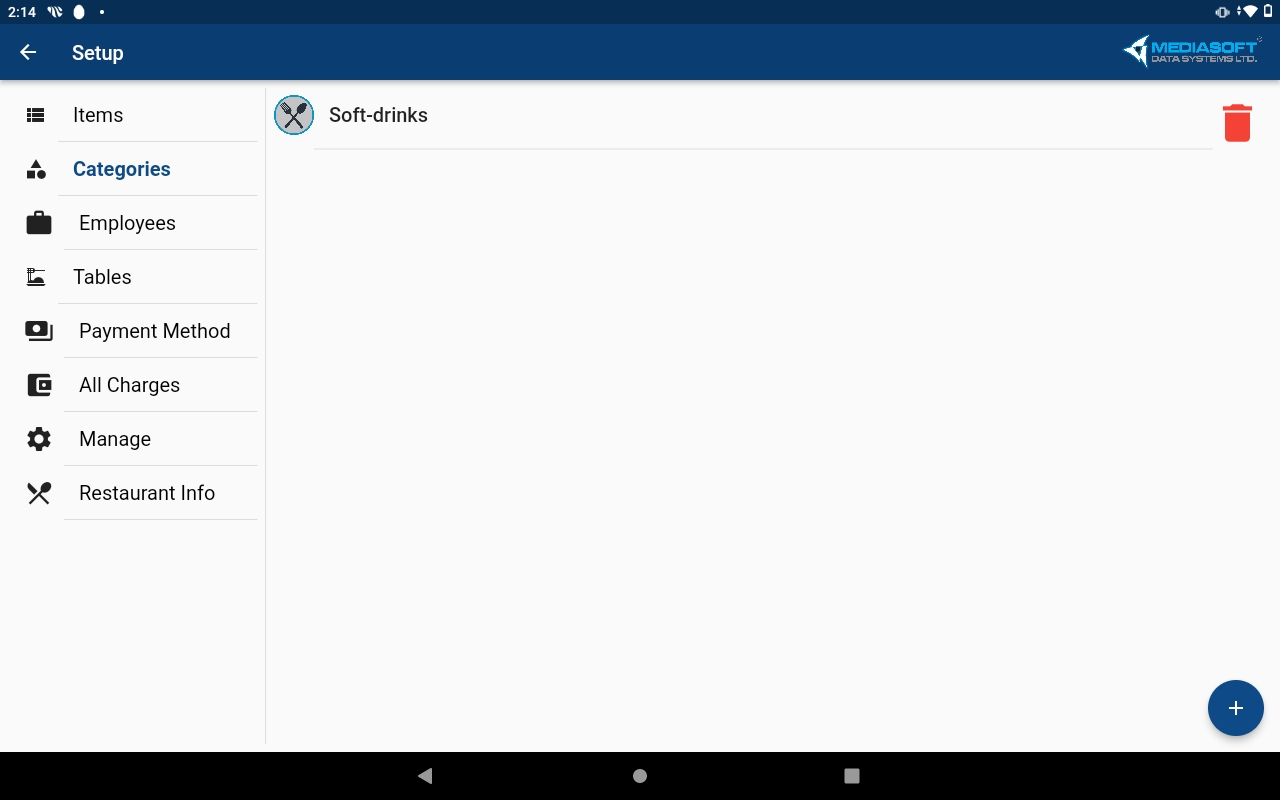 2:14
Setup
MEDIASOFT
DATA SYSTEMS LTD.
Items
Categories
Employees
Tables
Payment Method
All Charges
Manage
Restaurant Info
Soft-drinks